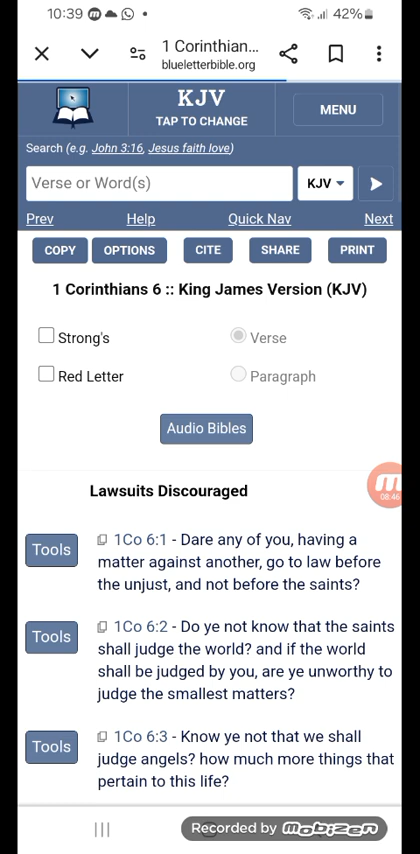 10:39 42%
1 Corinthian...
blueletterbible.org
KJV
TAP TO CHANGE
MENU
Search (e.g. John 3:16, Jesus faith love)
Verse or Word(s) KJV
Prev Help Quick Nav Next
COPY OPTIONS CITE SHARE PRINT
1 Corinthians 6 :: King James Version (KJV)
Strong's Verse
Red Letter Paragraph
Audio Bibles
08:46
Lawsuits Discouraged
Tools
1Co 6:1 - Dare any of you, having a
matter against another, go to law before
the unjust, and not before the saints?
Tools
1Co 6:2 - Do ye not know that the saints
shall judge the world? and if the world
shall be judged by you, are ye unworthy to
judge the smallest matters?
Tools
1Co 6:3 - Know ye not that we shall
judge angels? how much more things that
pertain to this life?
Recorded by mobizen